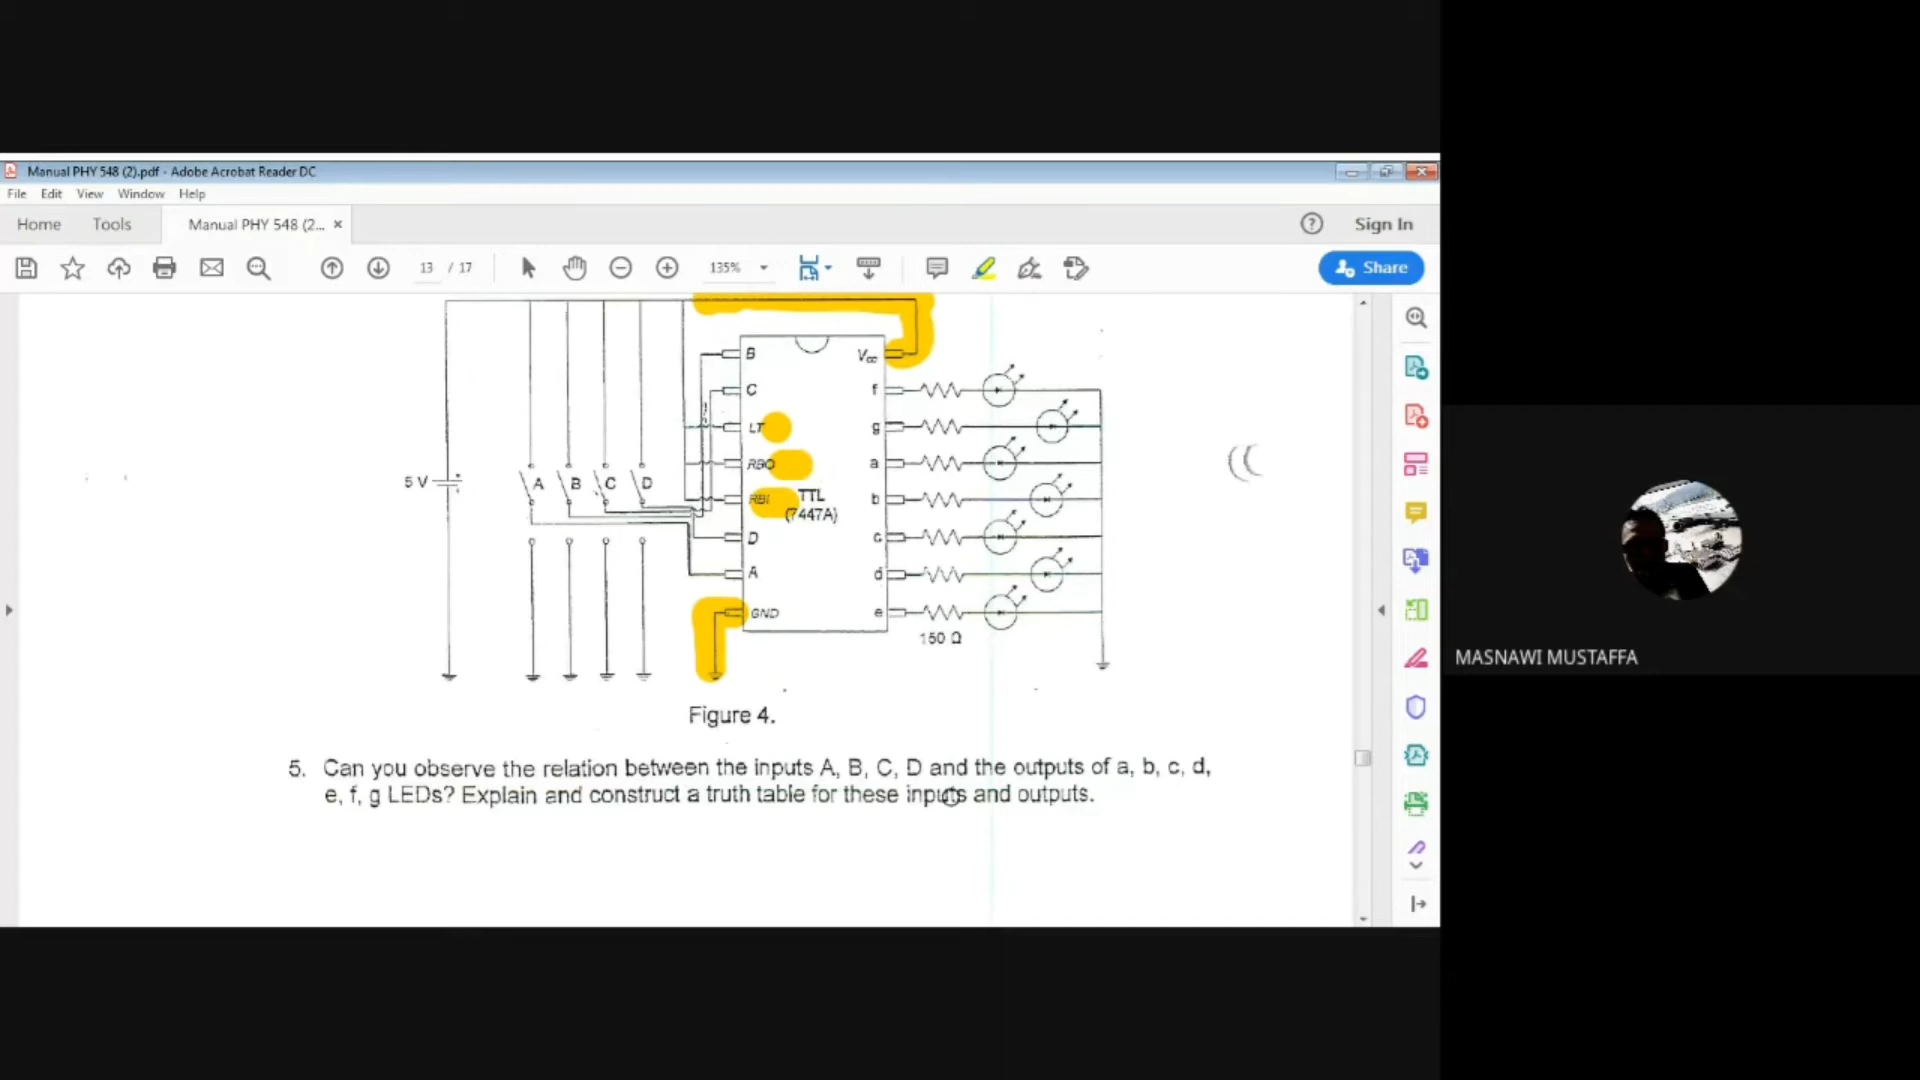 Manual PHY 548 (2).pdf - Adobe Acrobat Reader DC
File Edit View Window Help
Home Tools Manual PHY 548 (2... × Sign In
13 / 17 135% Share
B Vcc
C f
LT g
RBO a
5 V A B C D
RBI TTL b
(7447A)
D c
A d
GND e
150 Ω
Figure 4.
5. Can you observe the relation between the inputs A, B, C, D and the outputs of a, b, c, d,
e, f, g LEDs? Explain and construct a truth table for these inputs and outputs.
MASNAWI MUSTAFFA